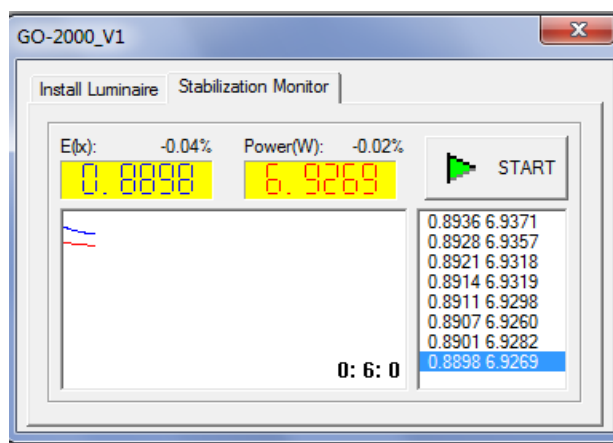 GO-2000_V1
Install Luminaire
Stabilization Monitor
E(lx): -0.04%
Power(W): -0.02%
0.8898
6.9269
START
0.8936 6.9371
0.8928 6.9357
0.8921 6.9318
0.8914 6.9319
0.8911 6.9298
0.8907 6.9260
0.8901 6.9282
0.8898 6.9269
0: 6: 0